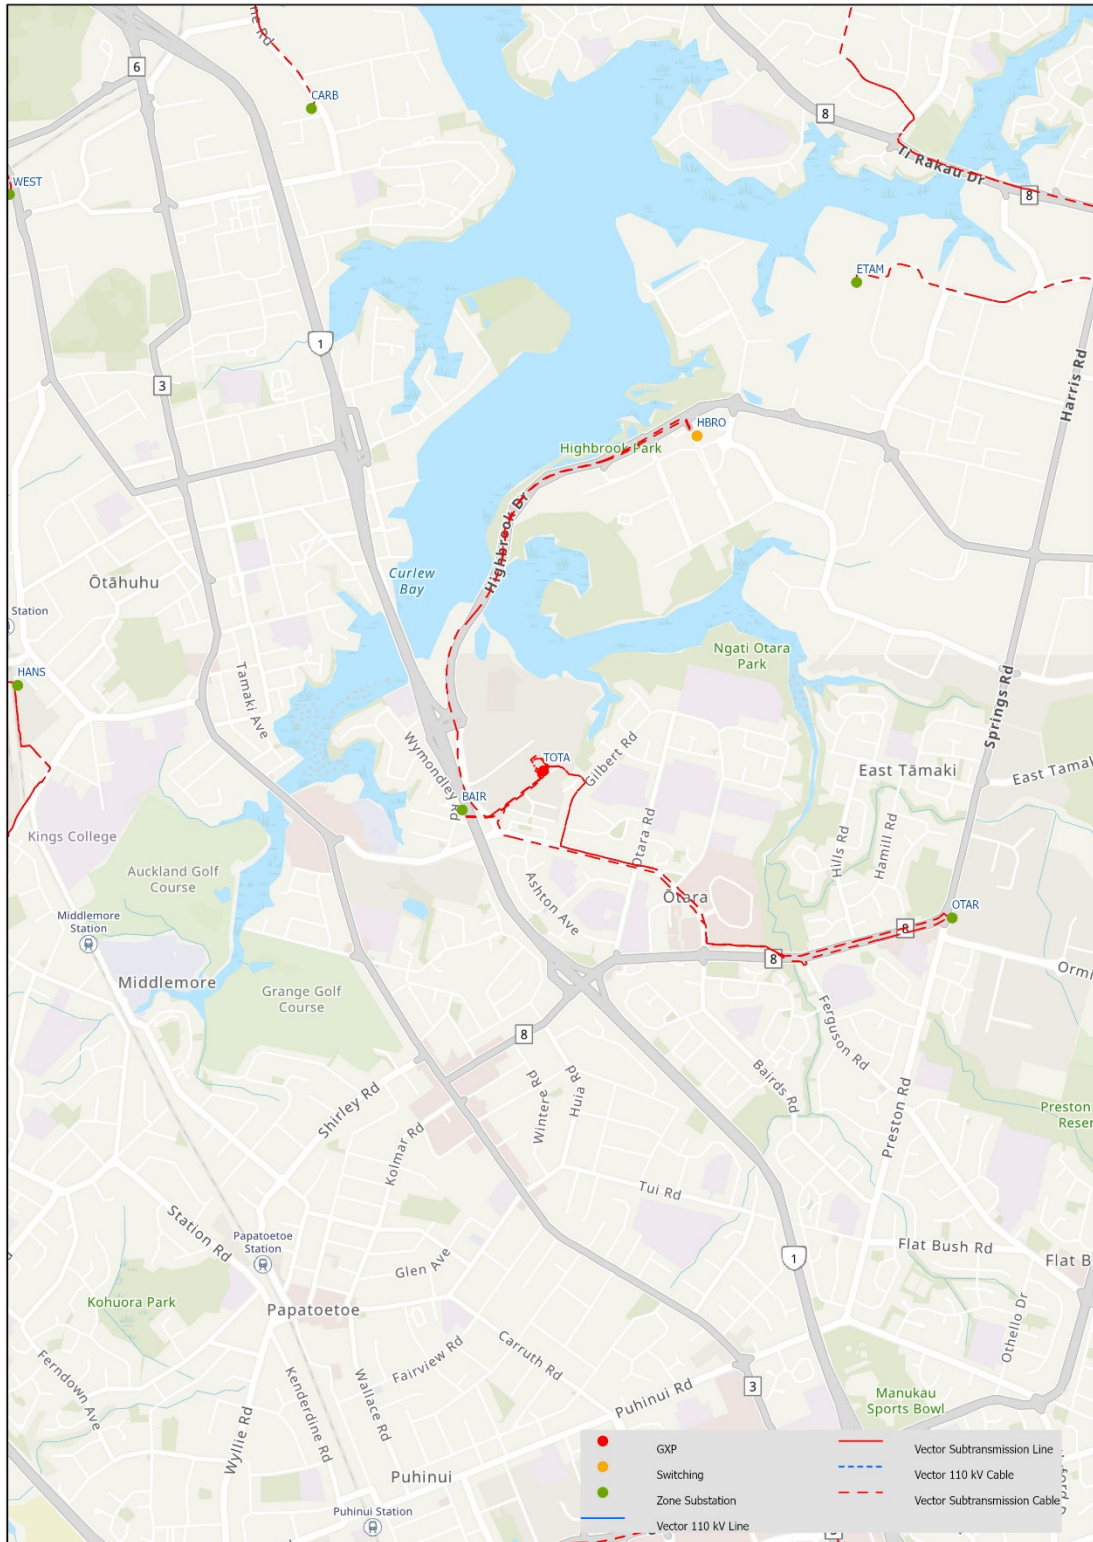 ne Rd
6
CARB
8
WEST
Ti Rakau Dr
8
ETAM
1
Harris Rd
3
HBRO
Highbrook Park
Highbrook Dr
Ōtāhuhu
Curlew
Bay
Station
Ngati Otara
Park
HANS
Tamaki Ave
Springs Rd
Wymondley Rd
TOTA
Gilbert Rd
East Tāmaki
East Tamak
BAIR
Otara Rd
Hills Rd
Hamill Rd
Kings College
Auckland Golf
Course
Ashton Ave
Ōtara
OTAR
Middlemore
Station
8
8
Middlemore
Grange Golf
Course
Ormi
8
Ferguson Rd
Bairds Rd
Huia Rd
Wintere Rd
Shirley Rd
Kolmar Rd
Preston Rd
Preston
Reser
Tui Rd
Station Rd
Papatoetoe
Station
Glen Ave
1
Flat Bush Rd
Flat B
Kohuora Park
Papatoetoe
Othello Dr
Carruth Rd
Fairview Rd
Ferndown Ave
Kenderdine Rd
Wallace Rd
Puhinui Rd
3
Manukau
Sports Bowl
Wyllie Rd
Puhinui
Puhinui Station
GXP
Vector Subtransmission Line
Switching
Vector 110 kV Cable
Zone Substation
Vector Subtransmission Cable
Vector 110 kV Line